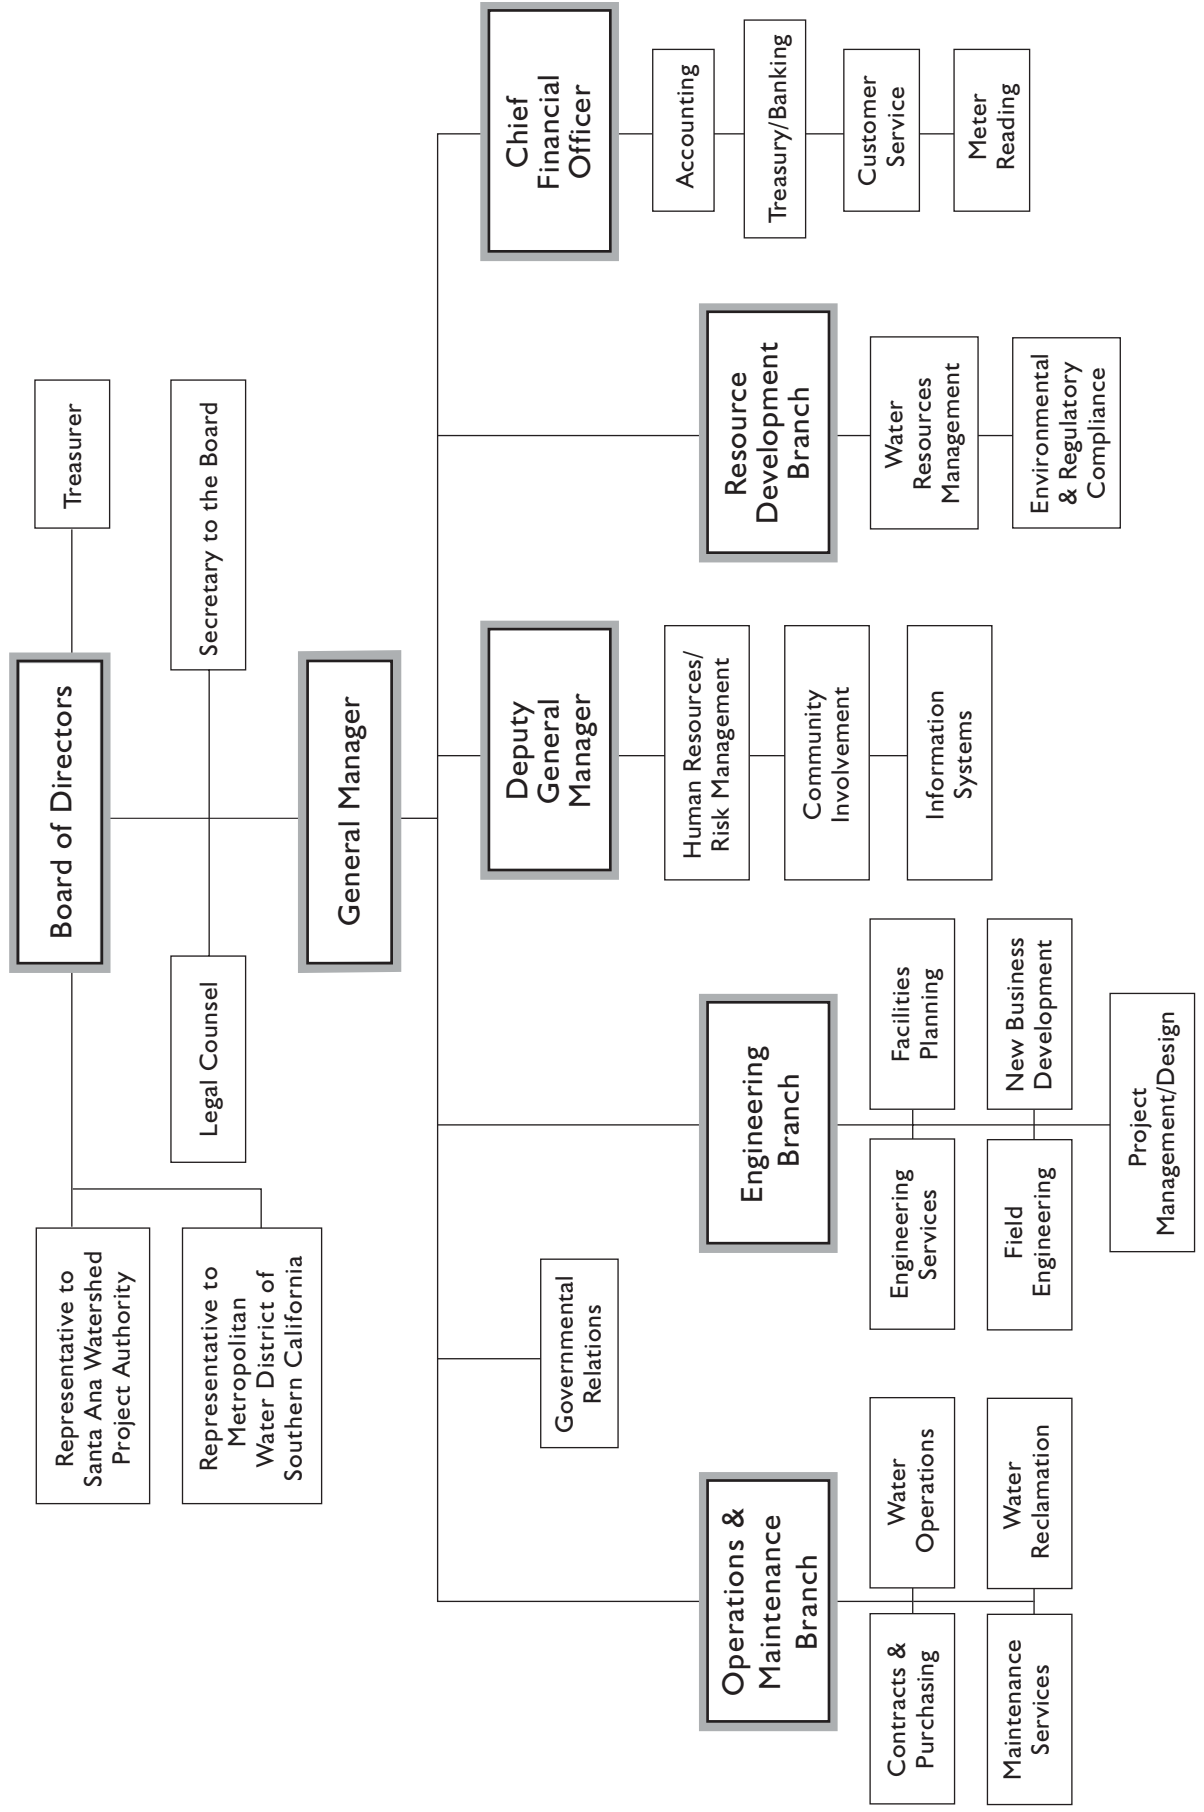 Board of Directors
Treasurer
Representative to
Santa Ana Watershed
Project Authority
Representative to
Metropolitan
Water District of
Southern California
Legal Counsel
Secretary to the Board
General Manager
Governmental
Relations
Operations &
Maintenance
Branch
Contracts &
Purchasing
Water
Operations
Maintenance
Services
Water
Reclamation
Engineering
Branch
Engineering
Services
Facilities
Planning
Field
Engineering
New Business
Development
Project
Management/Design
Deputy
General
Manager
Human Resources/
Risk Management
Community
Involvement
Information
Systems
Resource
Development
Branch
Water
Resources
Management
Environmental
& Regulatory
Compliance
Chief
Financial
Officer
Accounting
Treasury/Banking
Customer
Service
Meter
Reading